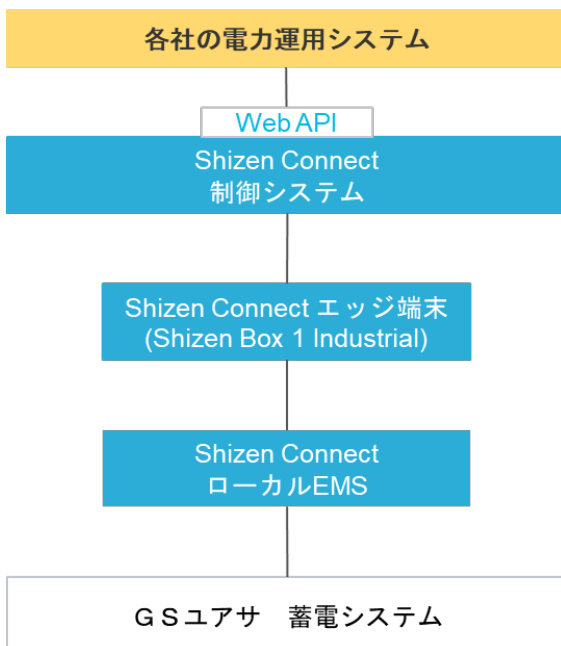 各社の電力運用システム
Web API
Shizen Connect
制御システム
Shizen Connect エッジ端末
(Shizen Box 1 Industrial)
Shizen Connect
ローカルEMS
ＧＳユアサ　蓄電システム